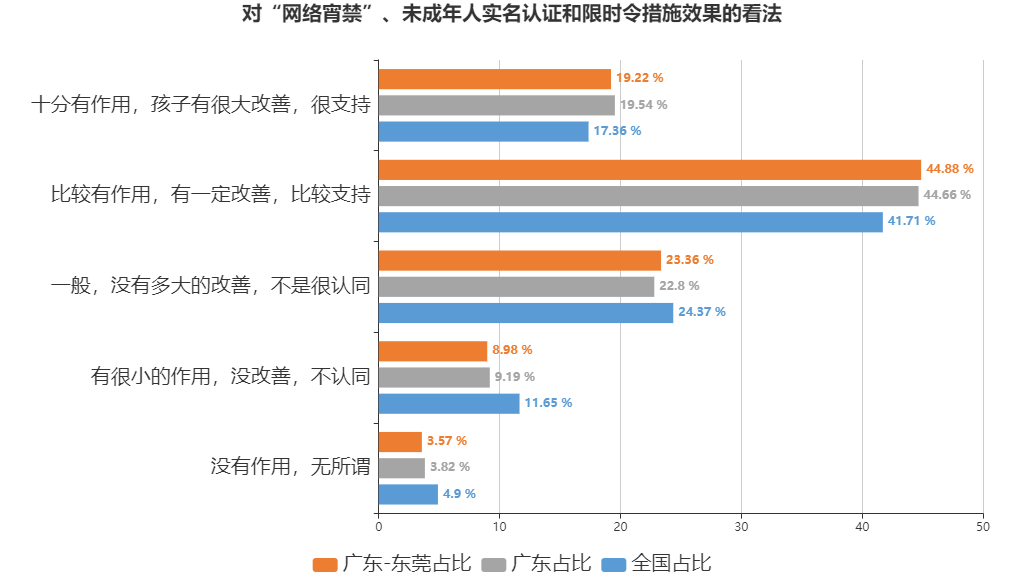 对“网络宵禁”、未成年人实名认证和限时令措施效果的看法
十分有作用，孩子有很大改善，很支持
19.22 %
19.54 %
17.36 %
比较有作用，有一定改善，比较支持
44.88 %
44.66 %
41.71 %
一般，没有多大的改善，不是很认同
23.36 %
22.8 %
24.37 %
有很小的作用，没改善，不认同
8.98 %
9.19 %
11.65 %
没有作用，无所谓
3.57 %
3.82 %
4.9 %
0 10 20 30 40 50
广东-东莞占比 广东占比 全国占比